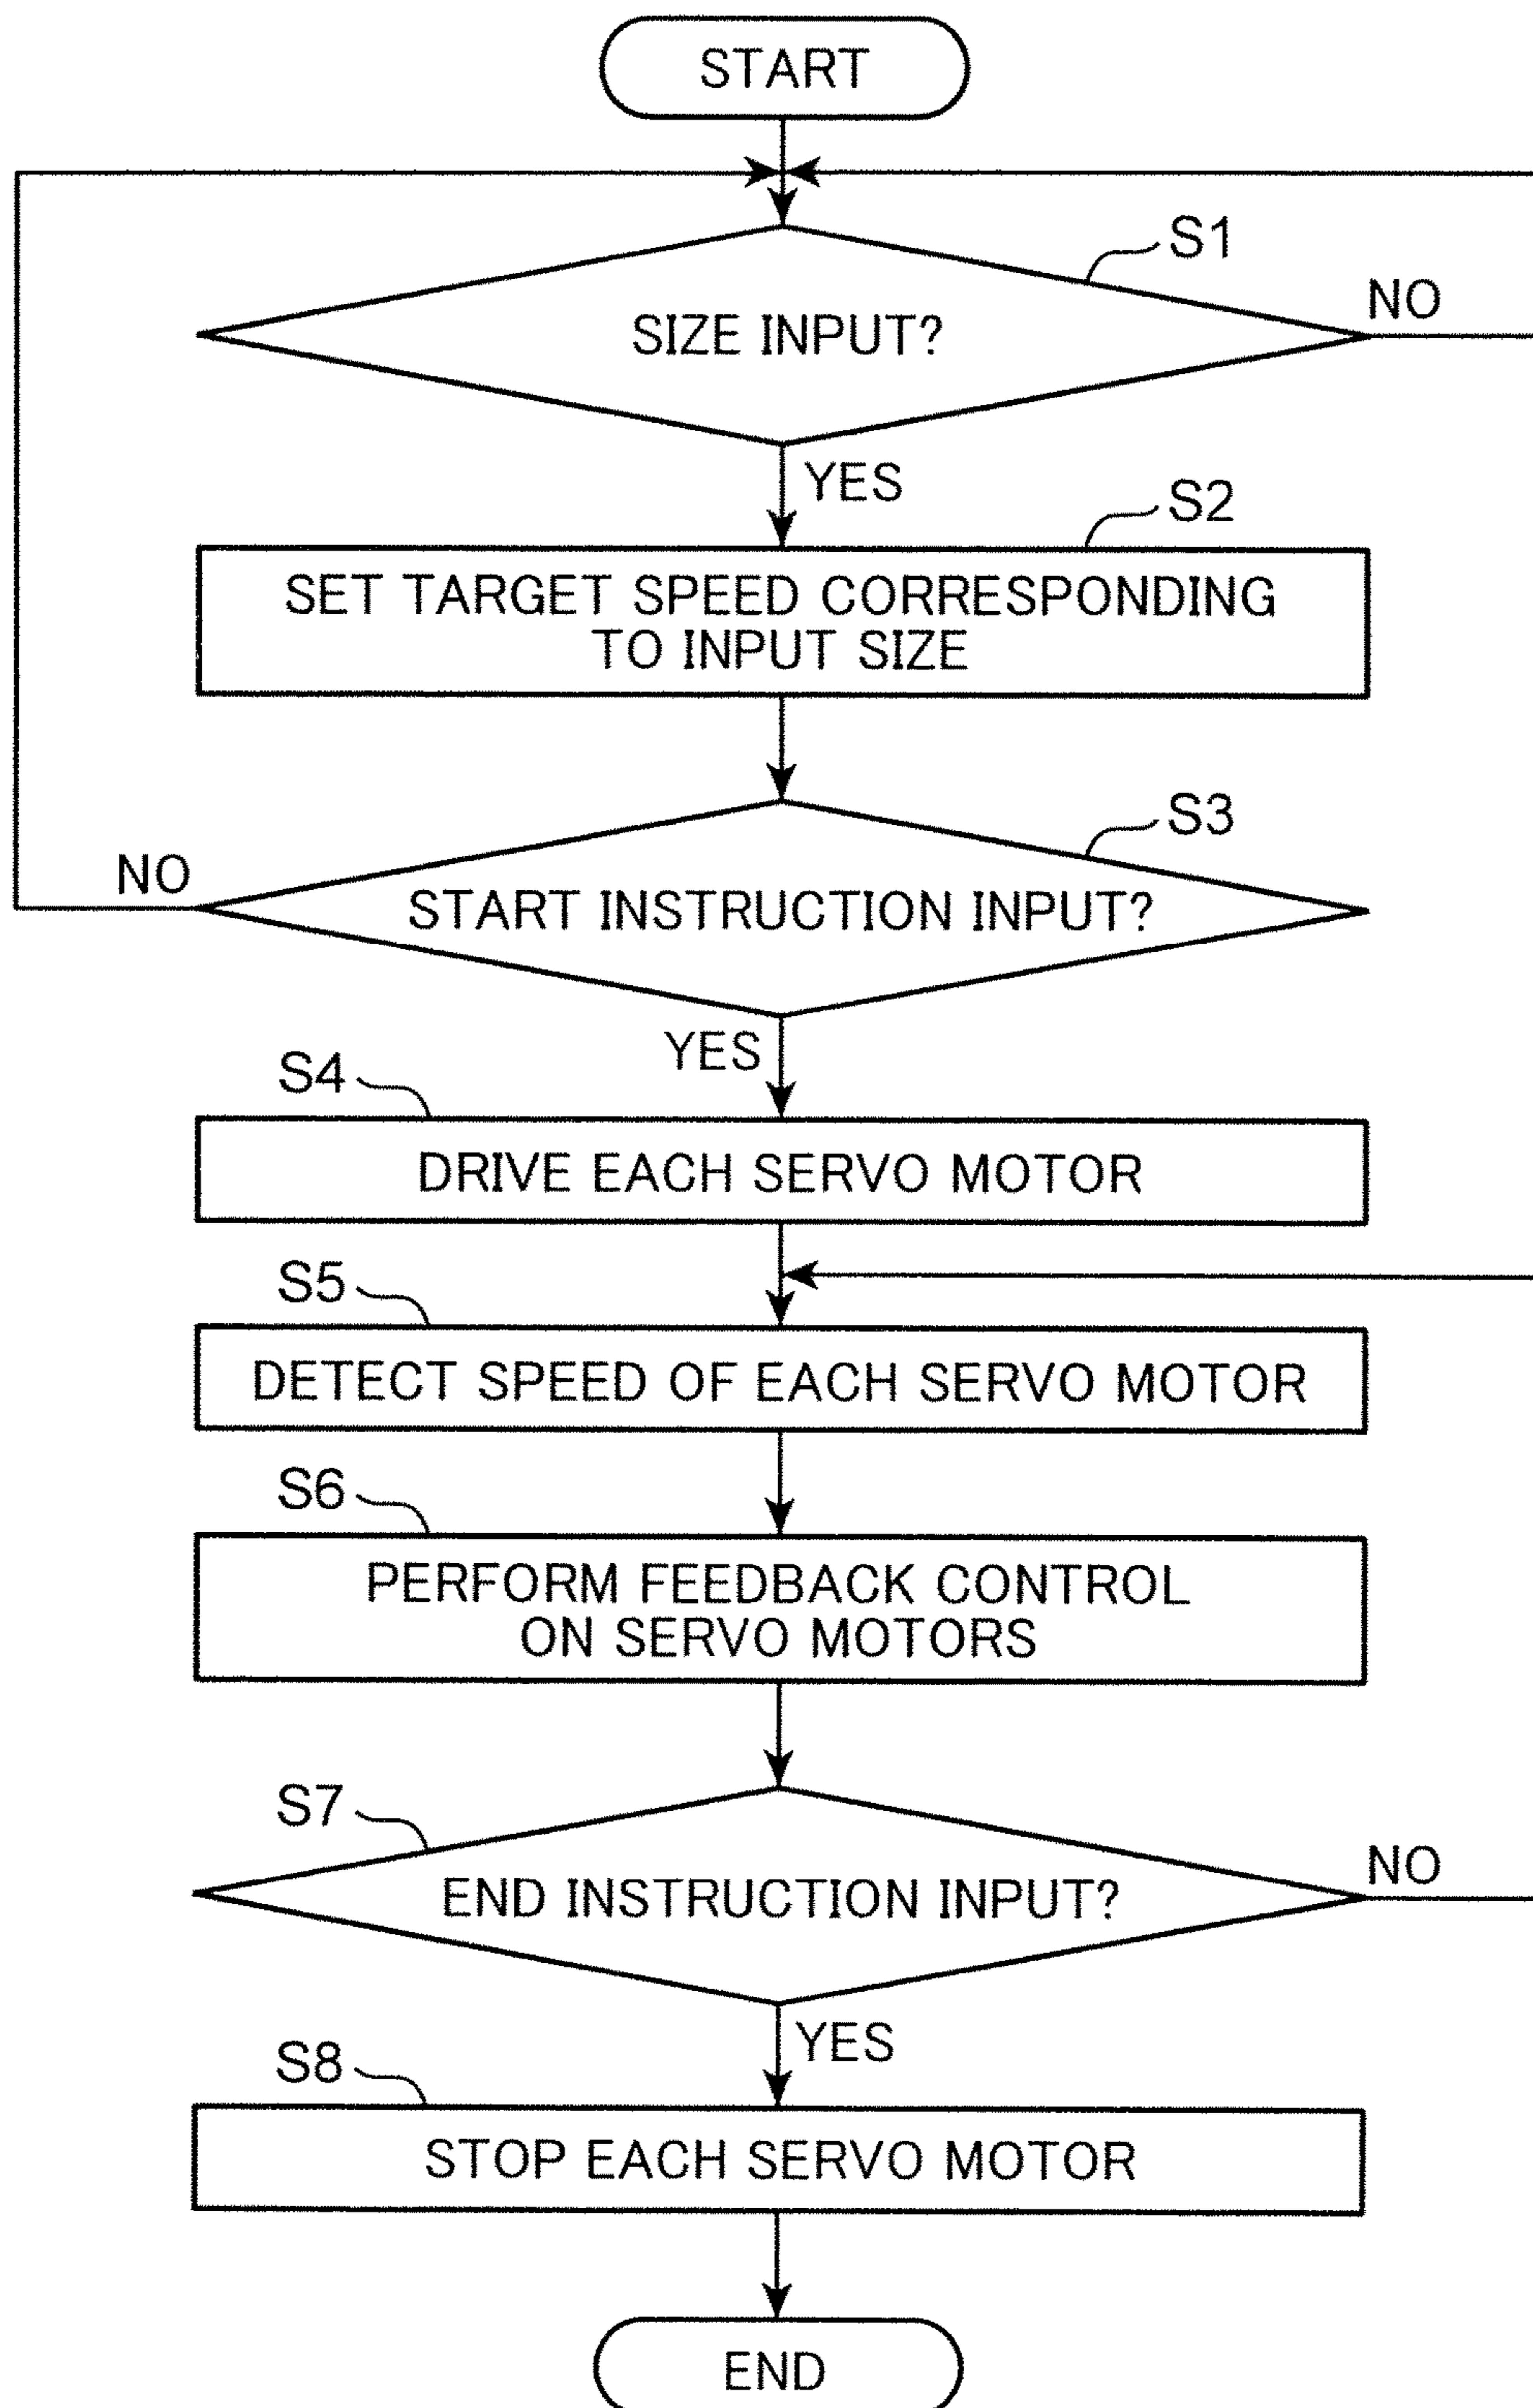 START
S1
NO
SIZE INPUT?
YES
S2
SET TARGET SPEED CORRESPONDING
TO INPUT SIZE
S3
NO
START INSTRUCTION INPUT?
YES
S4
DRIVE EACH SERVO MOTOR
S5
DETECT SPEED OF EACH SERVO MOTOR
S6
PERFORM FEEDBACK CONTROL
ON SERVO MOTORS
S7
NO
END INSTRUCTION INPUT?
YES
S8
STOP EACH SERVO MOTOR
END